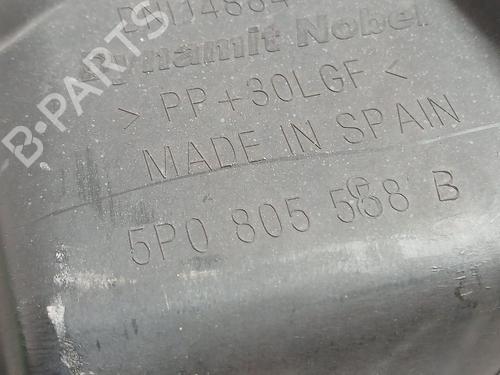 Dynamit Nobel
> PP+30LGF <
MADE IN SPAIN
5P0 805 588 B
B-PARTS